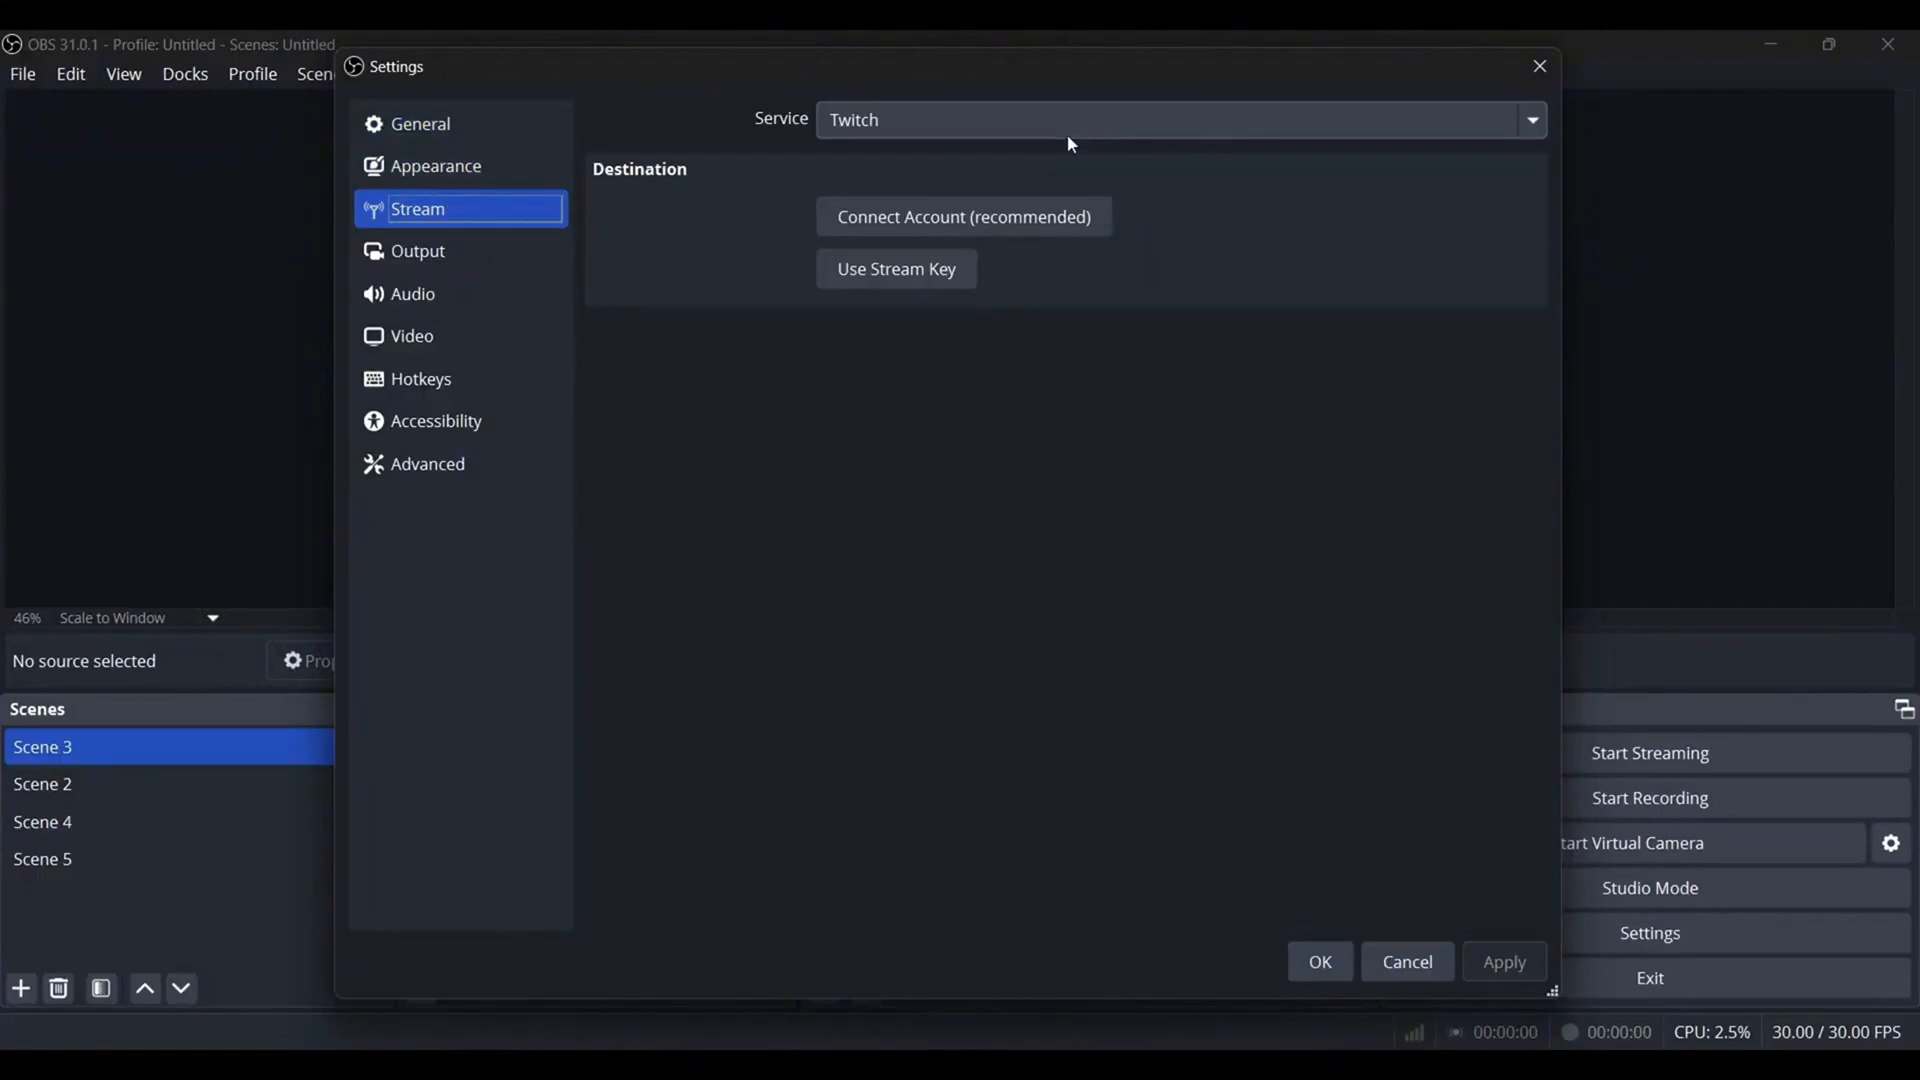 OBS 31.0.1 - Profile: Untitled - Scenes: Untitled
File Edit View Docks Profile Scen
Settings
General
Appearance
Stream
Output
Audio
Video
Hotkeys
Accessibility
Advanced
Service Twitch
Destination
Connect Account (recommended)
Use Stream Key
46% Scale to Window
No source selected
Prop
Scenes
Scene 3
Scene 2
Scene 4
Scene 5
OK Cancel Apply
Start Streaming
Start Recording
tart Virtual Camera
Studio Mode
Settings
Exit
00:00:00 00:00:00 CPU: 2.5% 30.00 / 30.00 FPS